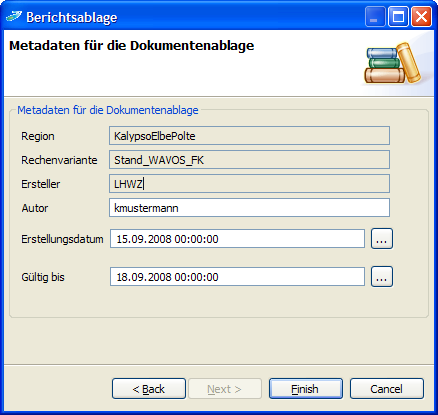 Berichtsablage
Metadaten für die Dokumentenablage
Metadaten für die Dokumentenablage
Region KalypsoElbePolte
Rechenvariante Stand_WAVOS_FK
Ersteller LHWZ
Autor kmustermann
Erstellungsdatum 15.09.2008 00:00:00 ...
Gültig bis 18.09.2008 00:00:00 ...
< Back Next > Finish Cancel